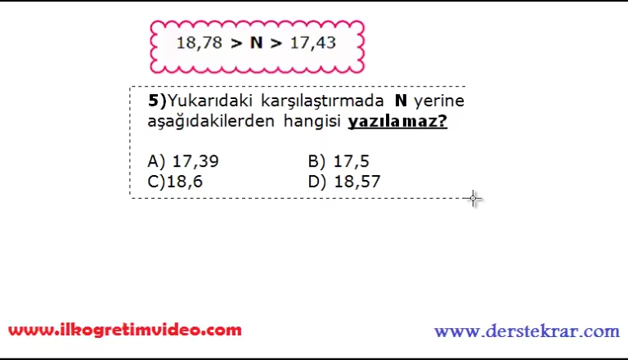 18,78 > N > 17,43
5)Yukarıdaki karşılaştırmada N yerine
aşağıdakilerden hangisi yazılamaz?
A) 17,39 B) 17,5
C)18,6 D) 18,57
www.ilkogretimvideo.com www.derstekrar.com